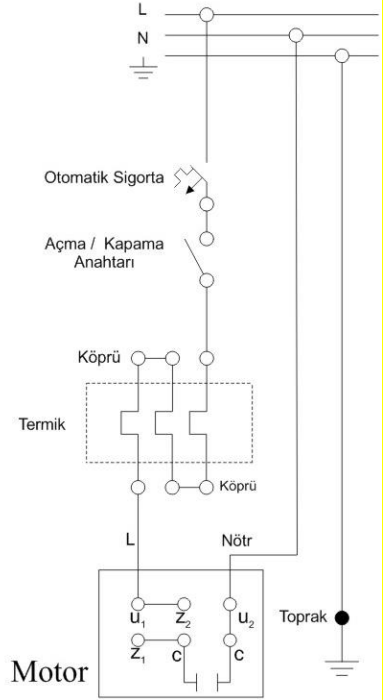 L
N
Otomatik Sigorta
Açma / Kapama
Anahtarı
Köprü
Termik
Köprü
L
Nötr
u₁ z₂ u₂
Toprak
z₁ c c
Motor